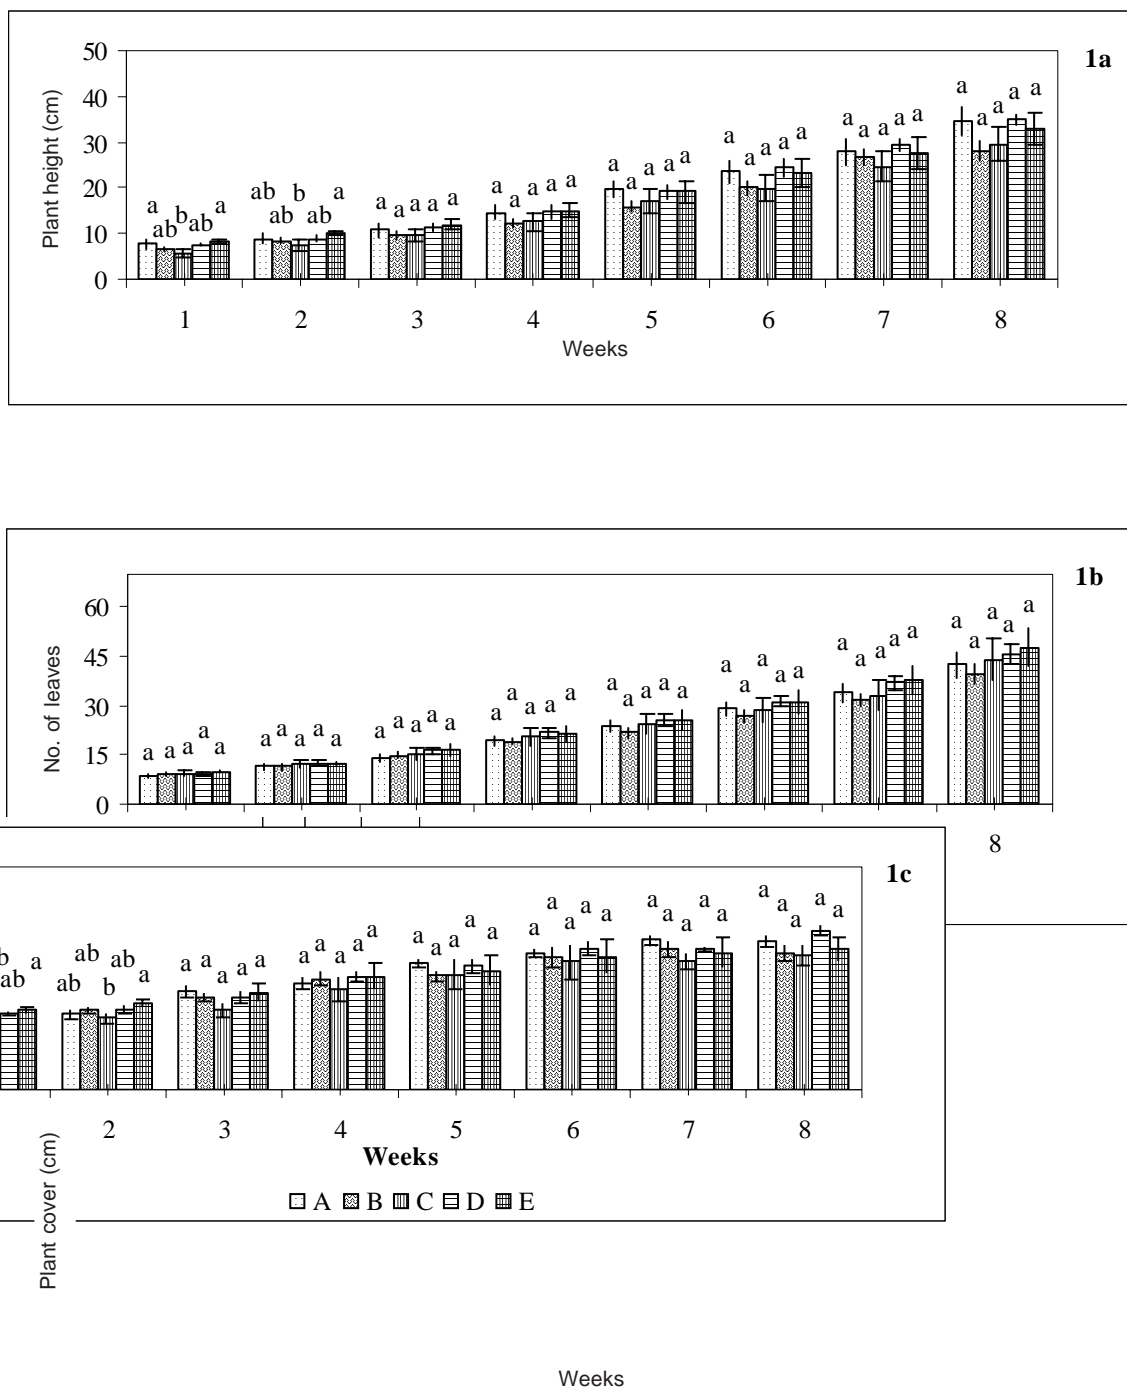 1a
Plant height (cm)
50
40
30
20
10
0
a ab b ab a
ab ab b ab a
a a a a a
a a a a a
a a a a a
a a a a a
a a a a a
a a a a a
1 2 3 4 5 6 7 8
Weeks
1b
No. of leaves
60
45
30
15
0
a a a a a
a a a a a
a a a a a
a a a a a
a a a a a
a a a a a
a a a a a
a a a a a
8
1c
b ab a
ab ab b ab a
a a a a a
a a a a a
a a a a a
a a a a a
a a a a a
a a a a a
2 3 4 5 6 7 8
Weeks
A B C D E
Plant cover (cm)
Weeks